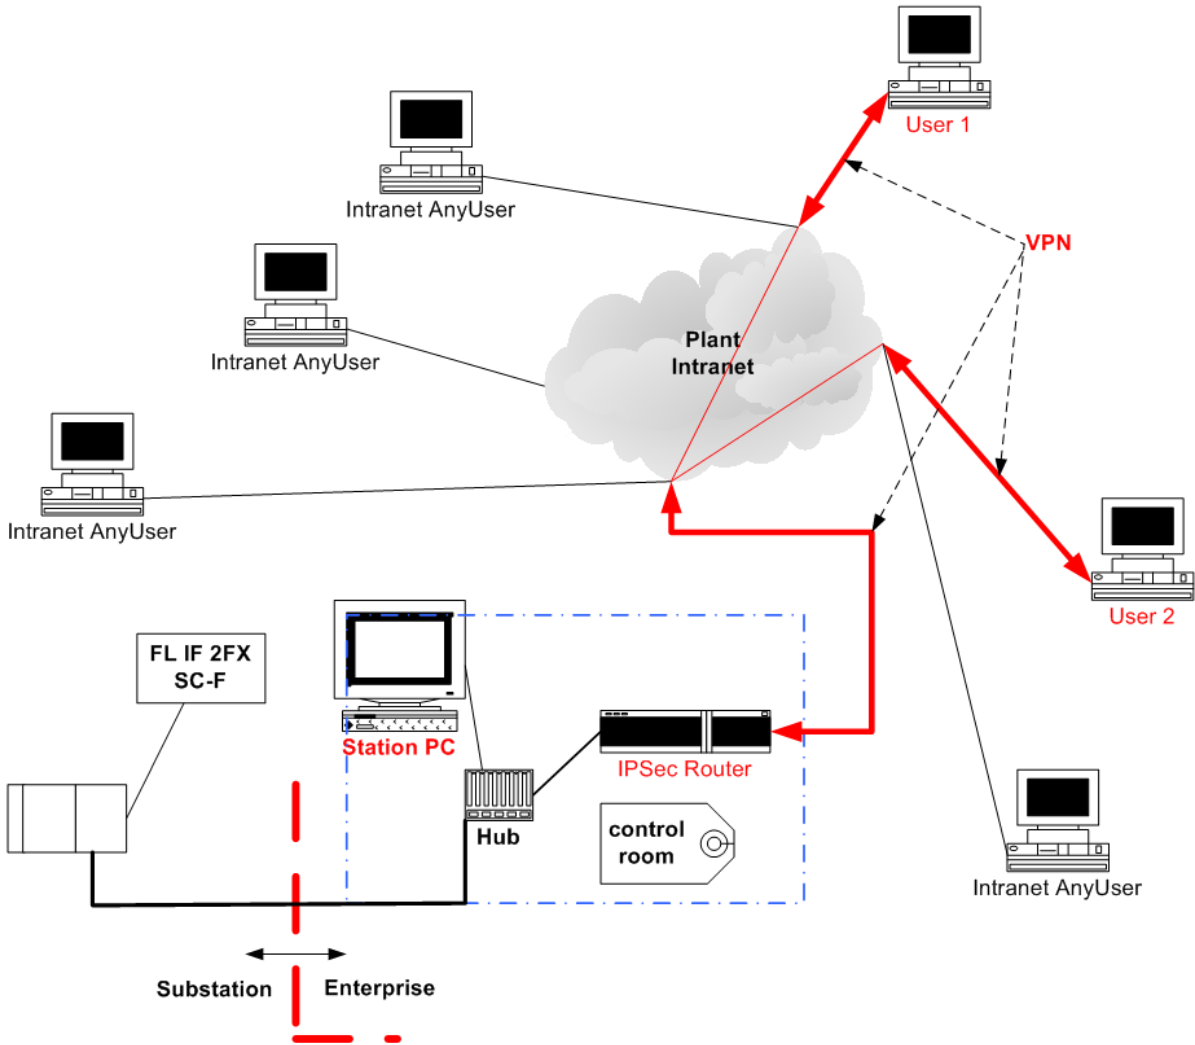 User 1
Intranet AnyUser
VPN
Intranet AnyUser
Plant
Intranet
Intranet AnyUser
User 2
FL IF 2FX
SC-F
Station PC
IPSec Router
Hub
control
room
Intranet AnyUser
Substation
Enterprise